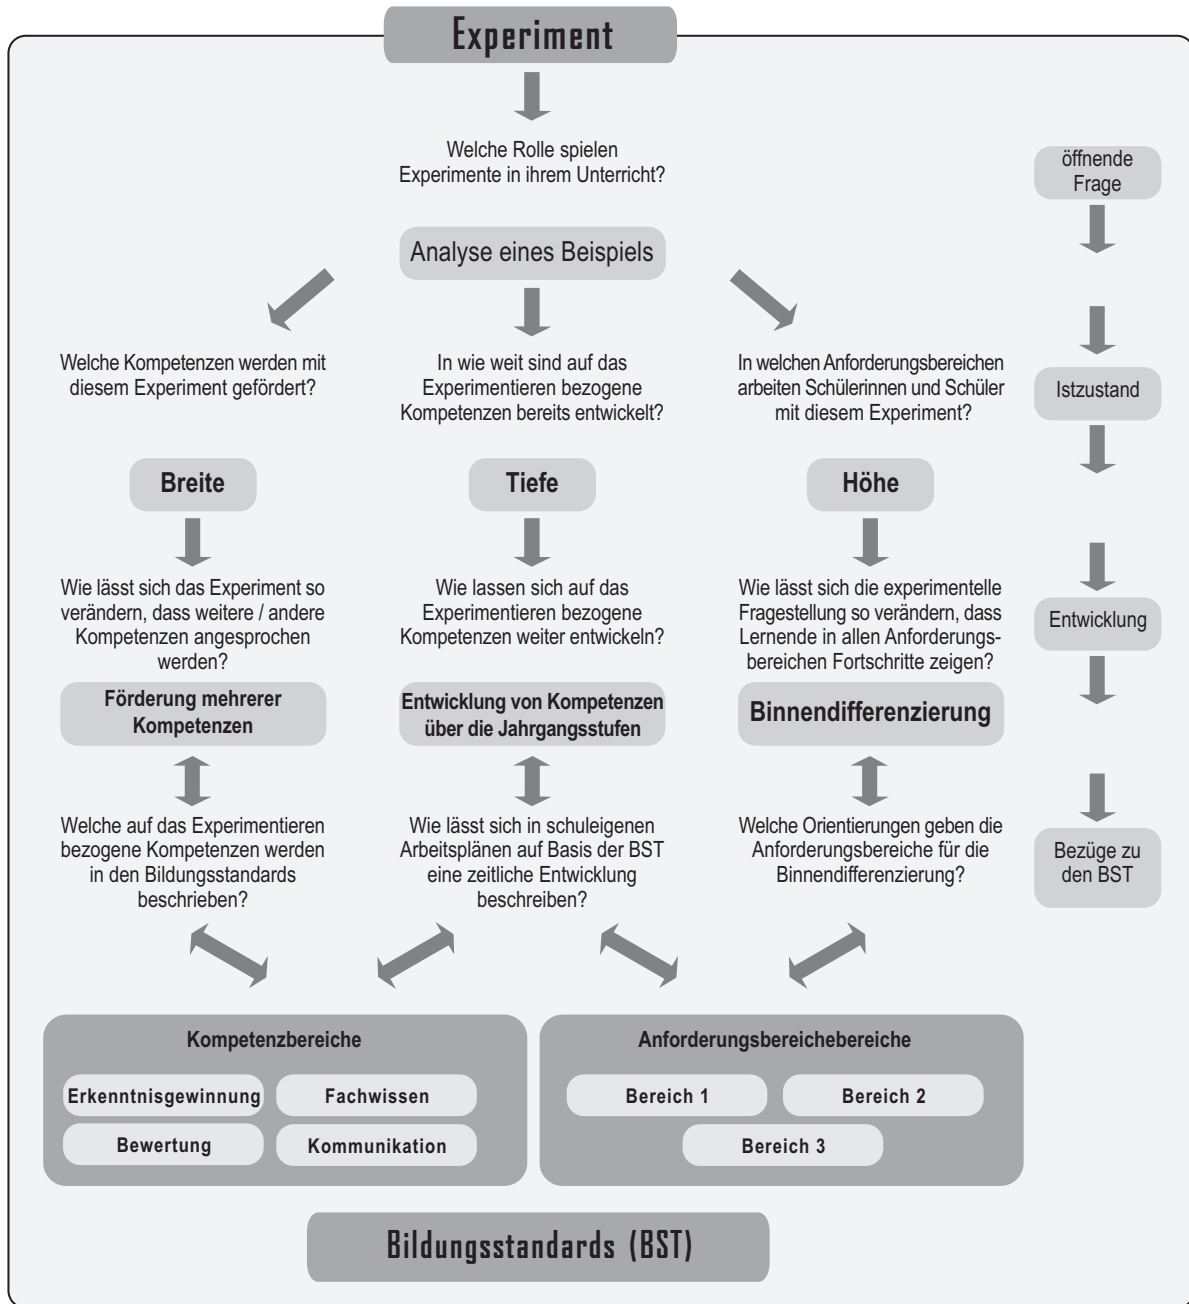 Experiment
Welche Rolle spielen
Experimente in ihrem Unterricht?
öffnende
Frage
Analyse eines Beispiels
Welche Kompetenzen werden mit
diesem Experiment gefördert?
In wie weit sind auf das
Experimentieren bezogene
Kompetenzen bereits entwickelt?
In welchen Anforderungsbereichen
arbeiten Schülerinnen und Schüler
mit diesem Experiment?
Istzustand
Breite
Tiefe
Höhe
Wie lässt sich das Experiment so
verändern, dass weitere / andere
Kompetenzen angesprochen
werden?
Wie lassen sich auf das
Experimentieren bezogene
Kompetenzen weiter entwickeln?
Wie lässt sich die experimentelle
Fragestellung so verändern, dass
Lernende in allen Anforderungs-
bereichen Fortschritte zeigen?
Entwicklung
Förderung mehrerer
Kompetenzen
Entwicklung von Kompetenzen
über die Jahrgangsstufen
Binnendifferenzierung
Welche auf das Experimentieren
bezogene Kompetenzen werden
in den Bildungsstandards
beschrieben?
Wie lässt sich in schuleigenen
Arbeitsplänen auf Basis der BST
eine zeitliche Entwicklung
beschreiben?
Welche Orientierungen geben die
Anforderungsbereiche für die
Binnendifferenzierung?
Bezüge zu
den BST
Kompetenzbereiche
Erkenntnisgewinnung
Fachwissen
Bewertung
Kommunikation
Anforderungsbereichebereiche
Bereich 1
Bereich 2
Bereich 3
Bildungsstandards (BST)